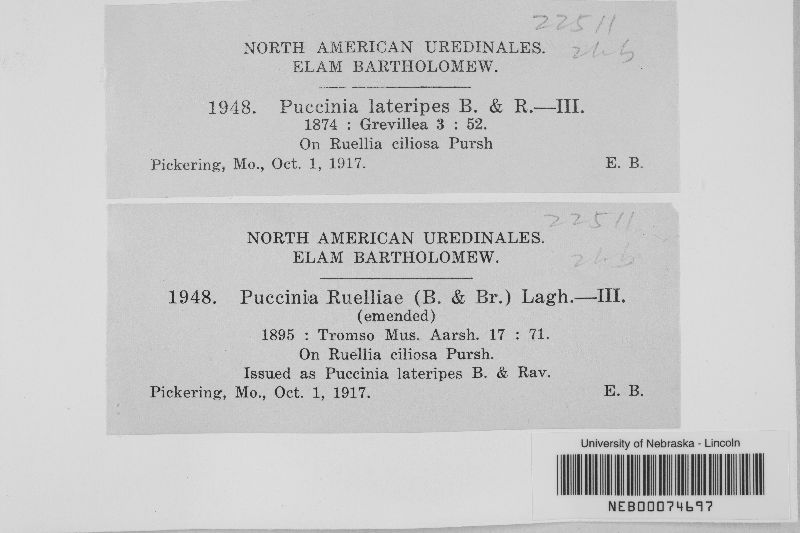 22511
NORTH AMERICAN UREDINALES.
ELAM BARTHOLOMEW.
1948. Puccinia lateripes B. & R.—III.
1874 : Grevillea 3 : 52.
On Ruellia ciliosa Pursh
Pickering, Mo., Oct. 1, 1917. E. B.
22511
NORTH AMERICAN UREDINALES.
ELAM BARTHOLOMEW.
1948. Puccinia Ruelliae (B. & Br.) Lagh.—III.
(emended)
1895 : Tromso Mus. Aarsh. 17 : 71.
On Ruellia ciliosa Pursh.
Issued as Puccinia lateripes B. & Rav.
Pickering, Mo., Oct. 1, 1917. E. B.
University of Nebraska - Lincoln
NEB00074697